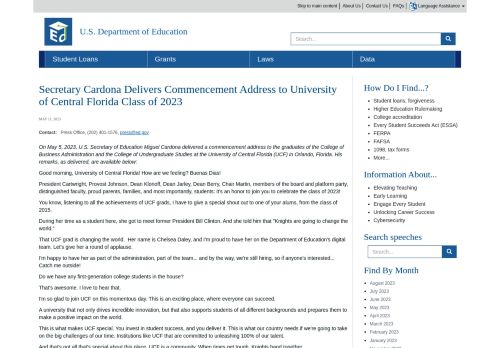 Skip to main content | About Us | Contact Us | FAQs | Language Assistance
U.S. Department of Education
Search...
Student Loans
Grants
Laws
Data
Secretary Cardona Delivers Commencement Address to University
of Central Florida Class of 2023
Contact: Press Office, (202) 401-1576, press@ed.gov
On May 5, 2023, U.S. Secretary of Education Miguel Cardona delivered a commencement address to the graduates of the College of
Business Administration and the College of Undergraduate Studies at the University of Central Florida (UCF) in Orlando, Florida. His
remarks, as delivered, are available below:
Good morning, University of Central Florida! How are we feeling? Buenas Dias!
President Cartwright, Provost Johnson, Dean Klonoff, Dean Jarley, Dean Berry, Chair Martin, members of the board and platform party,
distinguished faculty, proud parents, families, and most importantly, students: It's an honor to join you to celebrate the class of 2023!
You know, listening to all the achievements of UCF grads, I have to give a special shout out to one of your alums, from the class of
2015.
During her time as a student here, she got to meet former President Bill Clinton. And she told him that "Knights are going to change the
world."
That UCF grad is changing the world. Her name is Chelsea Daley, and I'm proud to have her on the Department of Education's digital
team. Let's give her a round of applause.
I'm happy to have her as part of the administration, part of the team... and by the way, we're still hiring, so if anyone's interested...
Catch me outside!
Do we have any first-generation college students in the house?
That's awesome. I love to hear that.
I'm so glad to join UCF on this momentous day. This is an exciting place, where everyone can succeed.
A university that not only drives incredible innovation, but that also supports students of all different backgrounds and prepares them to
make a positive impact on the world.
This is what makes UCF special. You invest in student success, and you deliver it. This is what our country needs if we're going to take
on the big challenges of our time. Institutions like UCF that are committed to unleashing 100% of our talent.
And that's not all that's special about this place. UCF is a community. When times get tough, Knights band together.
How Do I Find...?
Student loans, forgiveness
Higher Education Rulemaking
College accreditation
Every Student Succeeds Act (ESSA)
FERPA
FAFSA
1098, tax forms
More...
Information About...
Elevating Teaching
Early Learning
Engage Every Student
Unlocking Career Success
Cybersecurity
Search speeches
Search...
Find By Month
August 2023
July 2023
June 2023
May 2023
April 2023
March 2023
February 2023
January 2023